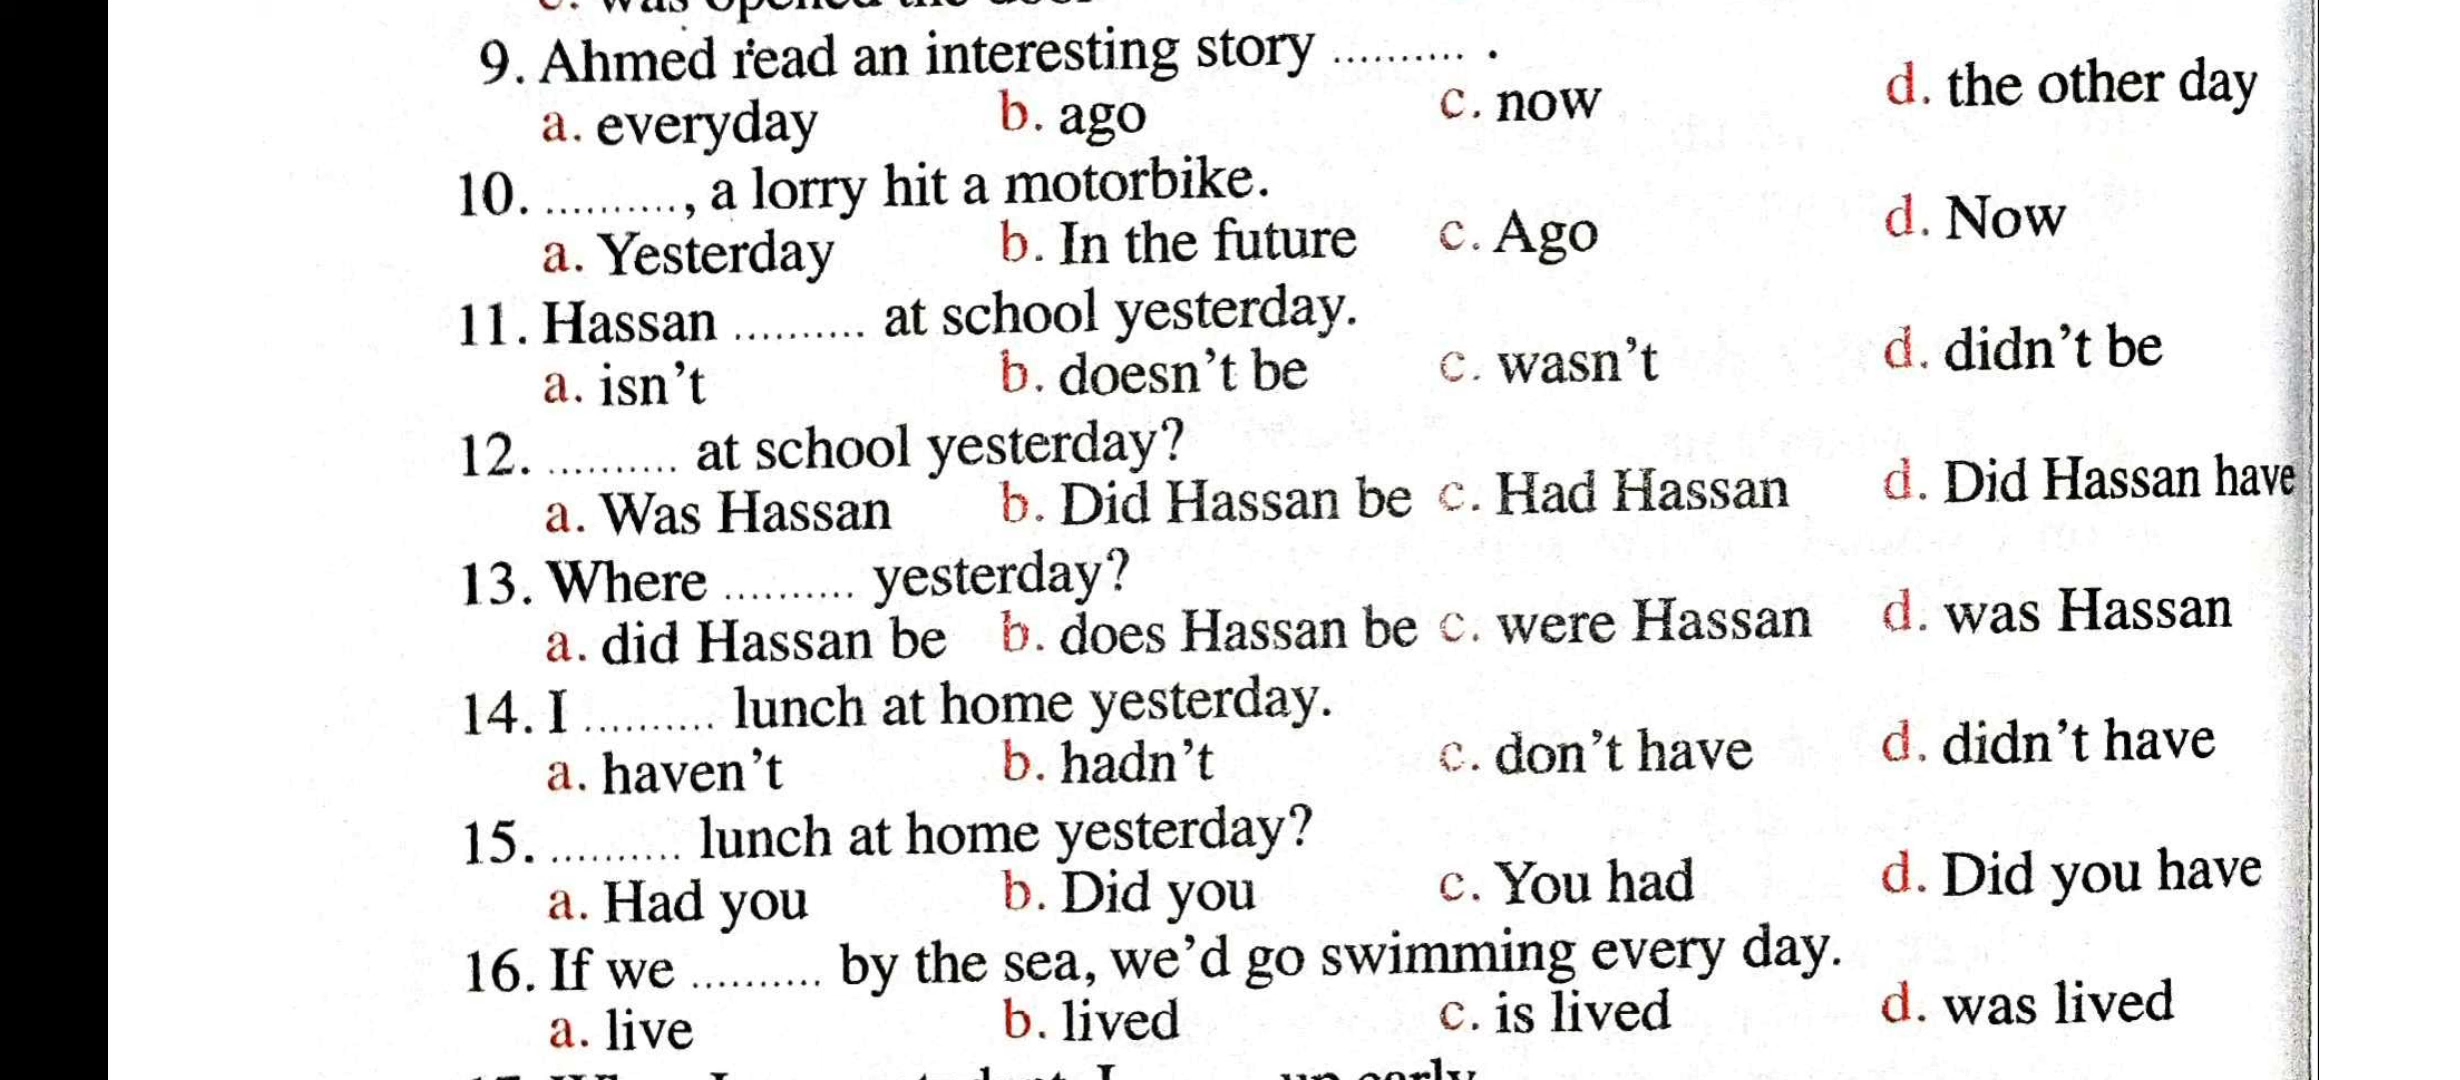 c. was opened the door
9. Ahmed read an interesting story .......... .
a. everyday b. ago c. now d. the other day
10. .........., a lorry hit a motorbike.
a. Yesterday b. In the future c. Ago d. Now
11. Hassan .......... at school yesterday.
a. isn't b. doesn't be c. wasn't d. didn't be
12. .......... at school yesterday?
a. Was Hassan b. Did Hassan be c. Had Hassan d. Did Hassan have
13. Where .......... yesterday?
a. did Hassan be b. does Hassan be c. were Hassan d. was Hassan
14. I .......... lunch at home yesterday.
a. haven't b. hadn't c. don't have d. didn't have
15. .......... lunch at home yesterday?
a. Had you b. Did you c. You had d. Did you have
16. If we .......... by the sea, we'd go swimming every day.
a. live b. lived c. is lived d. was lived